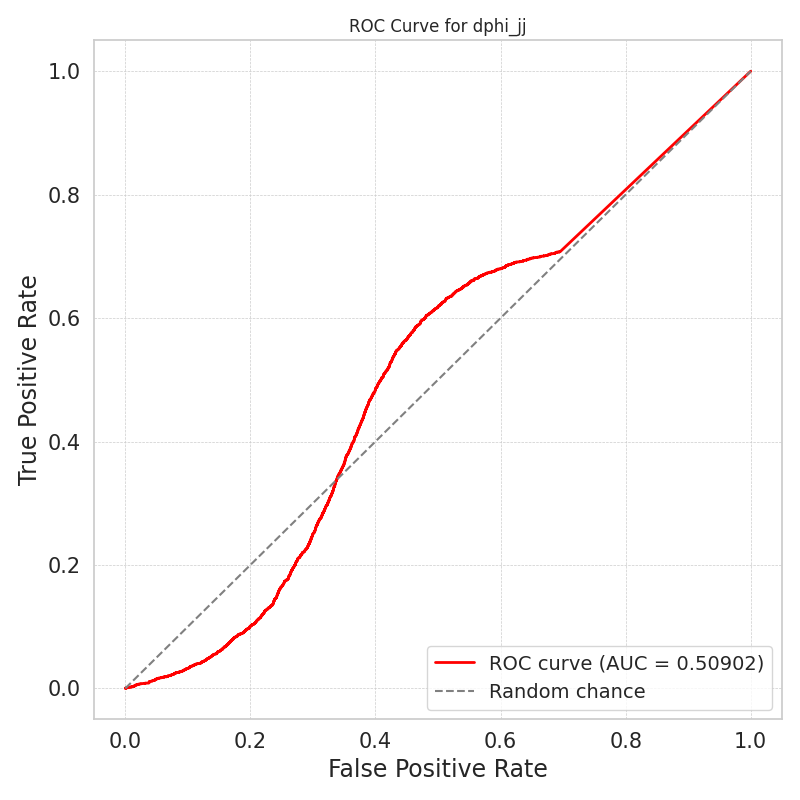 ROC Curve for dphi_jj
True Positive Rate
1.0
0.8
0.6
0.4
0.2
0.0
ROC curve (AUC = 0.50902)
Random chance
0.0 0.2 0.4 0.6 0.8 1.0
False Positive Rate